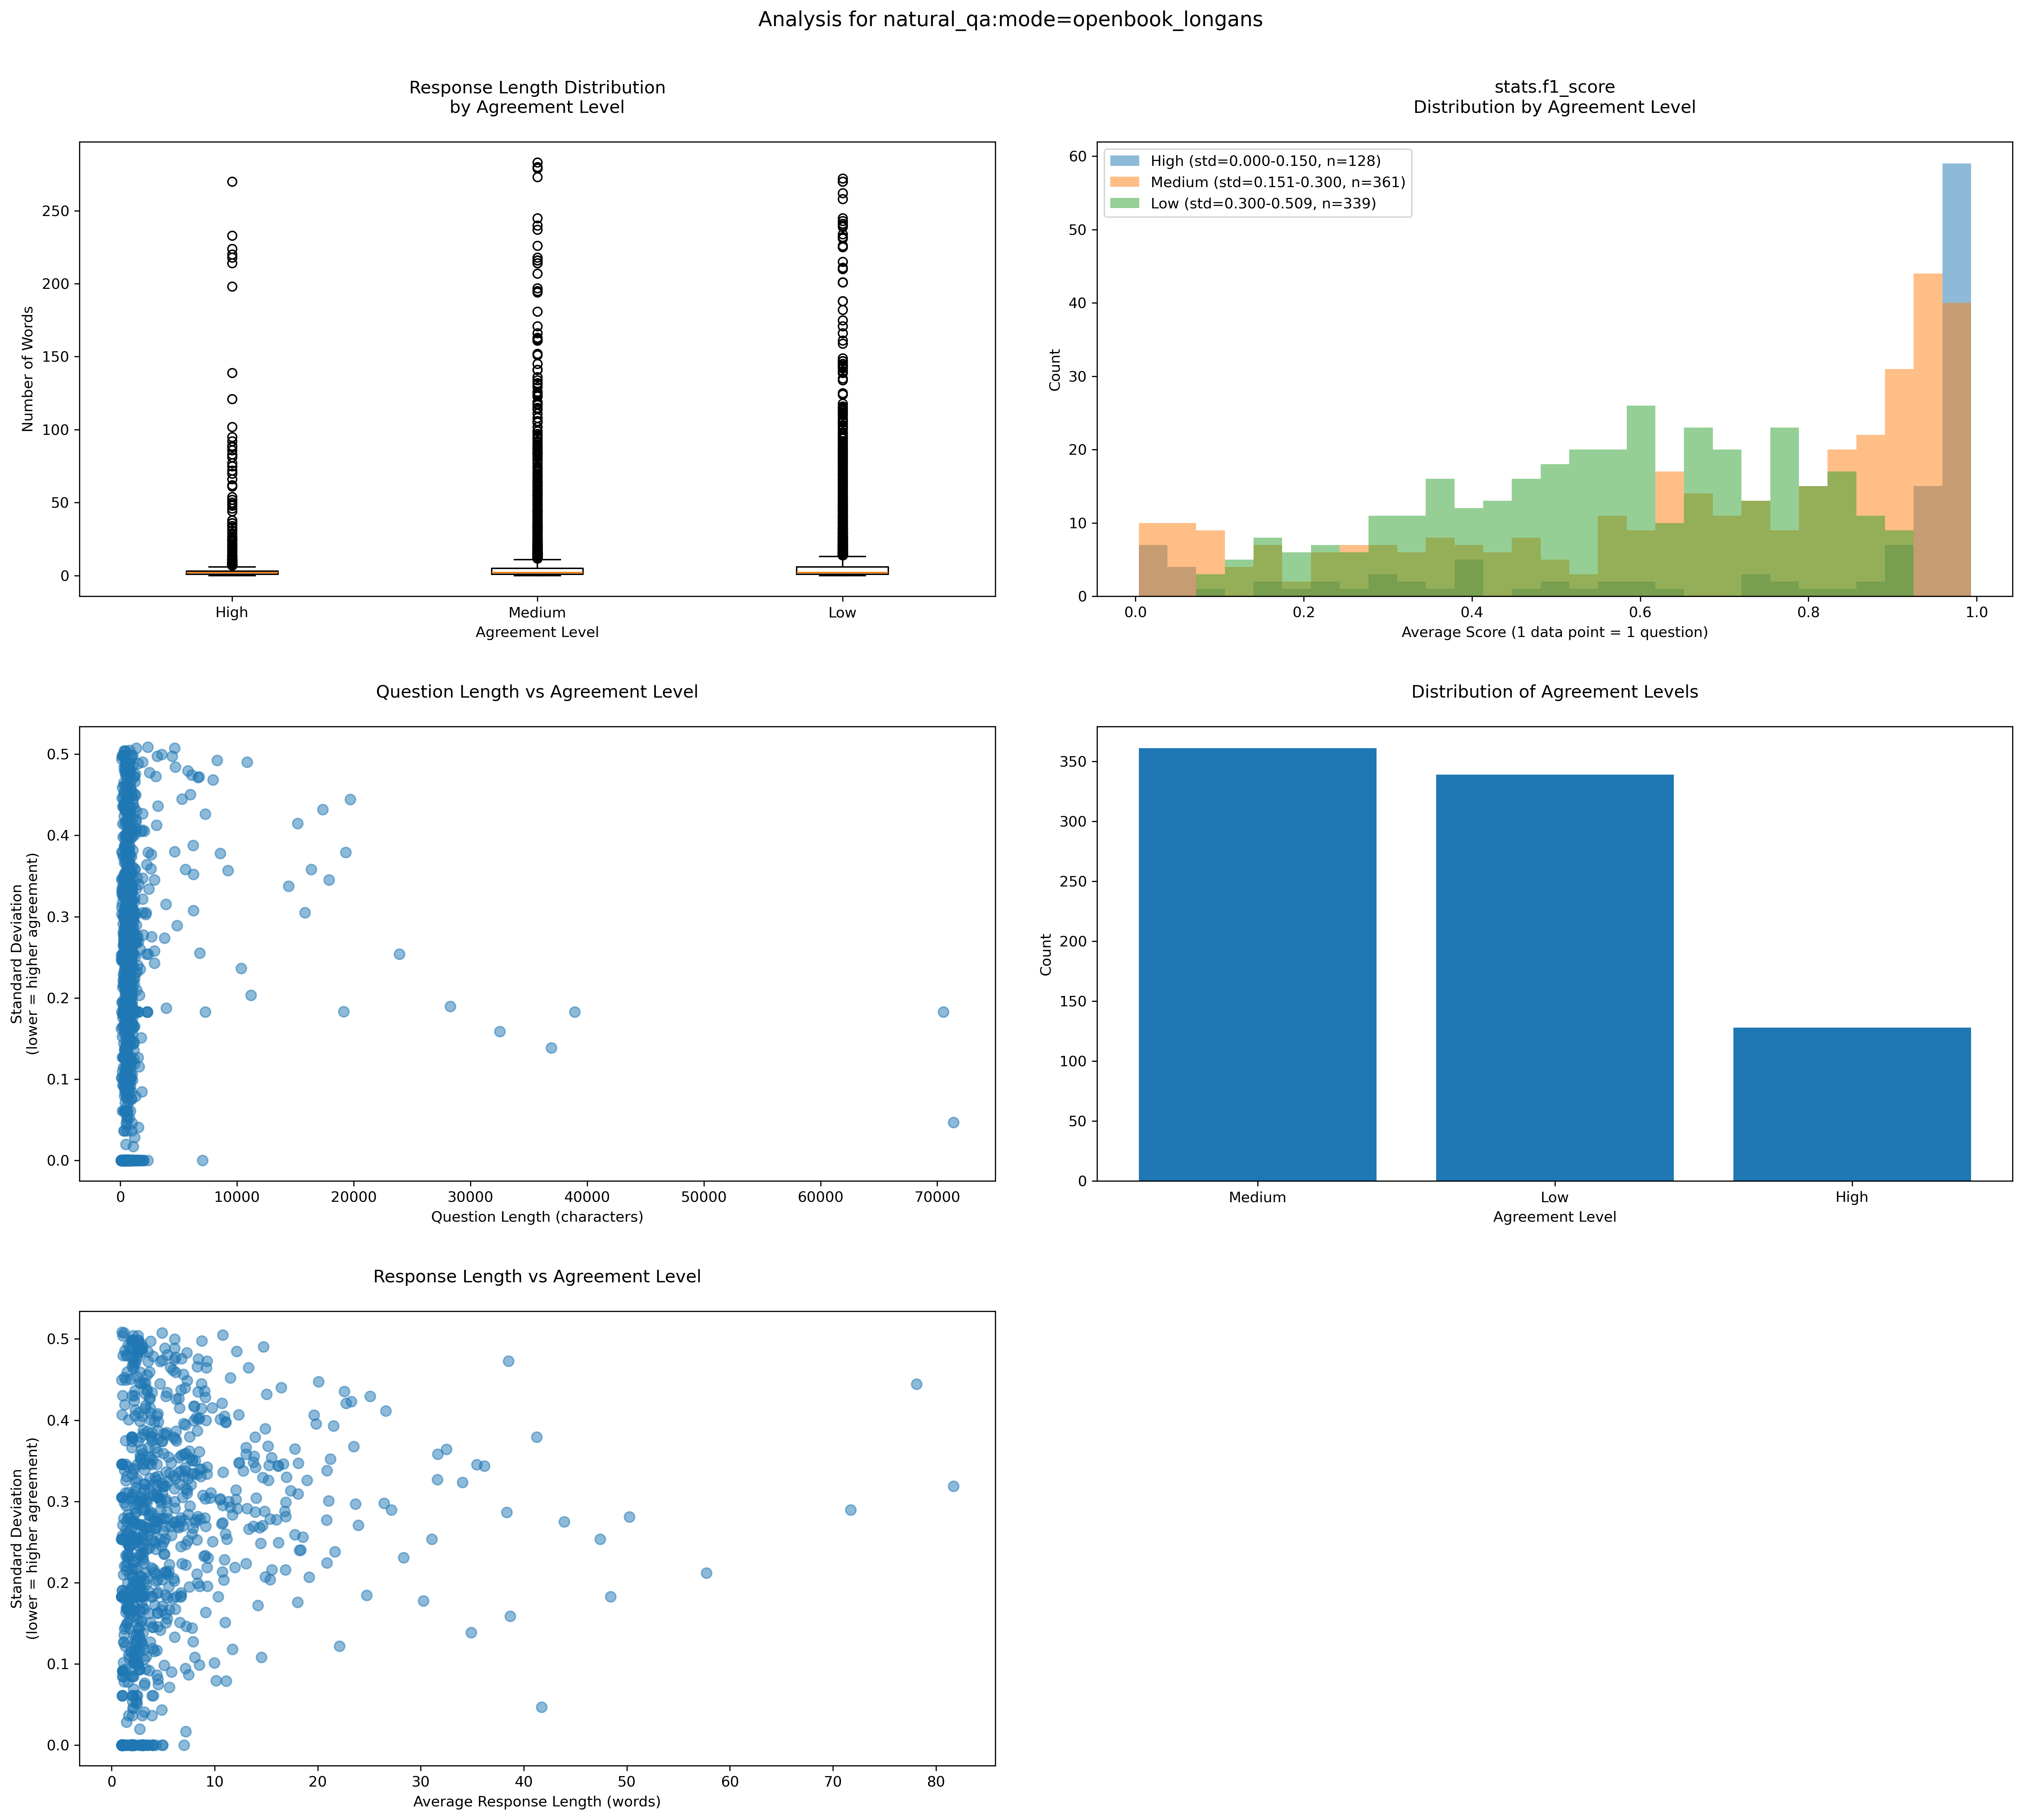 Analysis for natural_qa:mode=openbook_longans
Response Length Distribution
by Agreement Level
Number of Words
250
200
150
100
50
0
High
Medium
Low
Agreement Level
stats.f1_score
Distribution by Agreement Level
High (std=0.000-0.150, n=128)
Medium (std=0.151-0.300, n=361)
Low (std=0.300-0.509, n=339)
Count
60
50
40
30
20
10
0
0.0
0.2
0.4
0.6
0.8
1.0
Average Score (1 data point = 1 question)
Question Length vs Agreement Level
Standard Deviation
(lower = higher agreement)
0.5
0.4
0.3
0.2
0.1
0.0
0
10000
20000
30000
40000
50000
60000
70000
Question Length (characters)
Distribution of Agreement Levels
Count
350
300
250
200
150
100
50
0
Medium
Low
High
Agreement Level
Response Length vs Agreement Level
Standard Deviation
(lower = higher agreement)
0.5
0.4
0.3
0.2
0.1
0.0
0
10
20
30
40
50
60
70
80
Average Response Length (words)